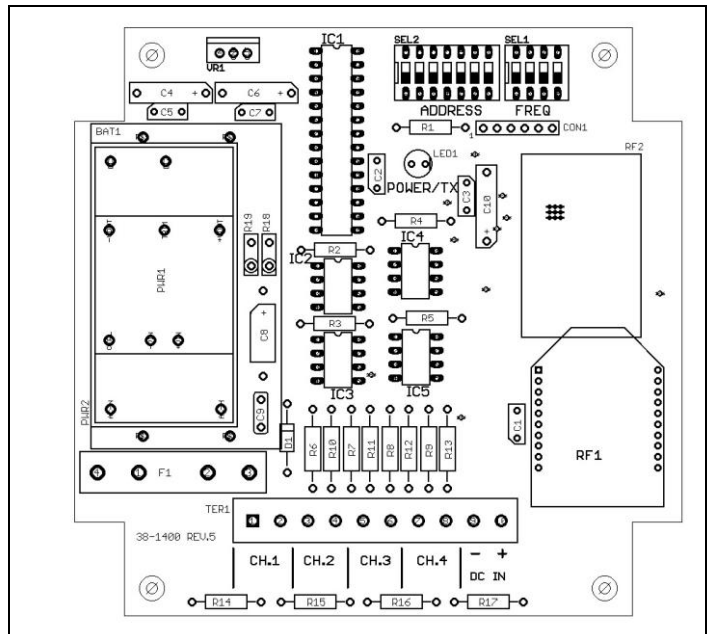 IC1
SEL2
SEL1
VR1
C4 +
C6 +
ADDRESS
FREQ
C5
C7
R1
1
CON1
BAT1
LED1
RF2
C2
POWER/TX
C3
C10
+
R4
R19
R18
IC4
R2
IC2
PWR1
+
C8
R5
R3
IC3
IC5
PWR2
C9
D1
R6
R10
R7
R11
R8
R12
R9
R13
C1
RF1
F1
TER1
38-1400 REV.5
CH.1
CH.2
CH.3
CH.4
- +
DC IN
R14
R15
R16
R17